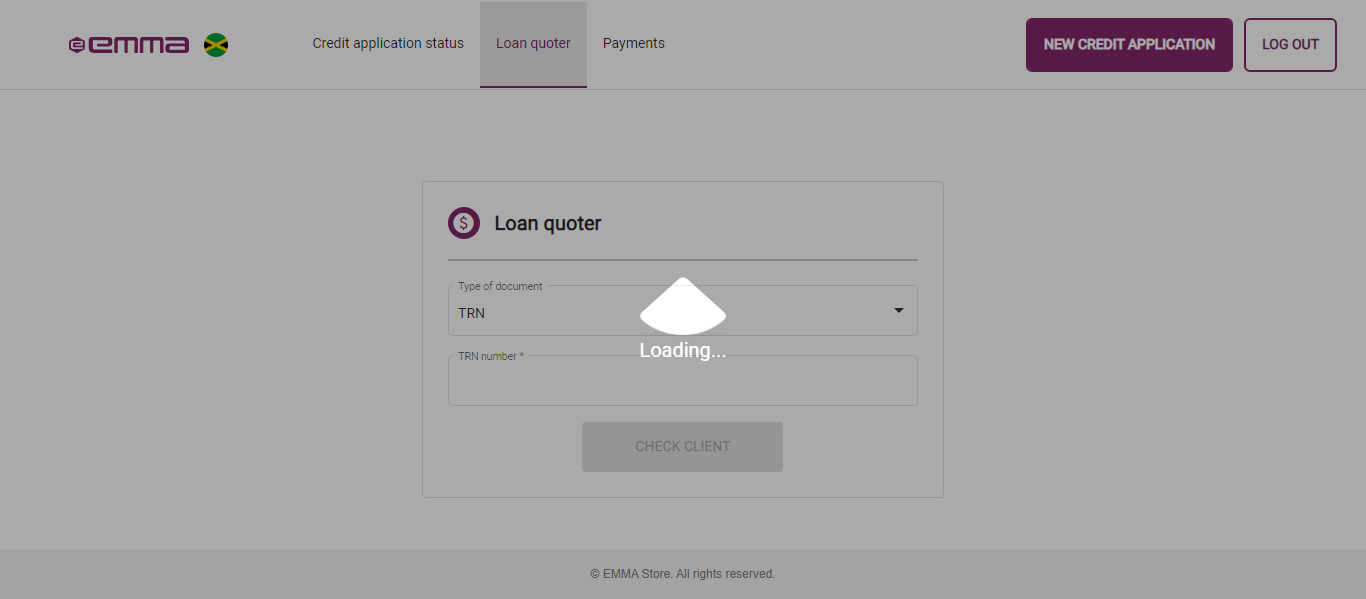 emma
Credit application status
Loan quoter
Payments
NEW CREDIT APPLICATION
LOG OUT
$ Loan quoter
Type of document
TRN
Loading...
TRN number *
CHECK CLIENT
© EMMA Store. All rights reserved.